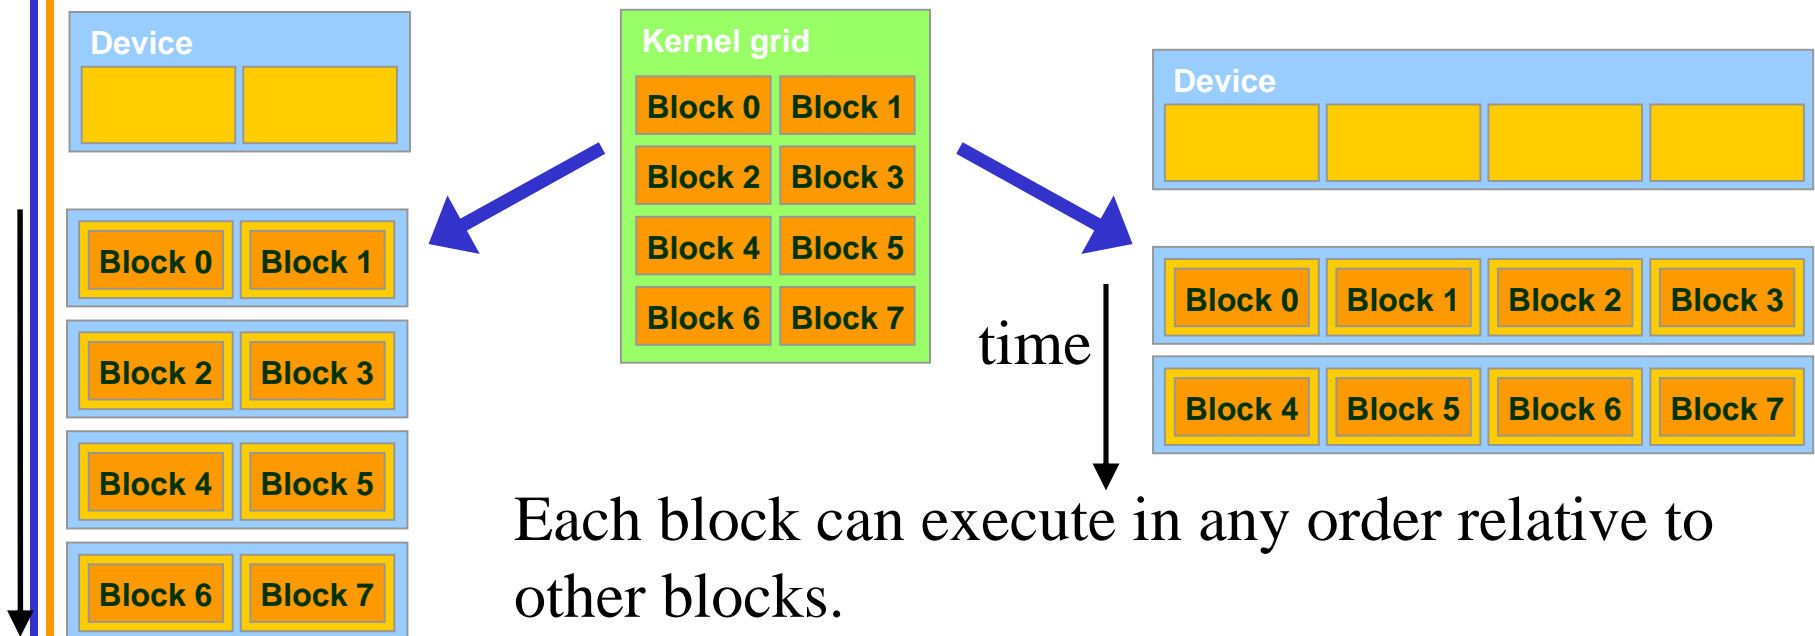 Device
Block 0 Block 1
Block 2 Block 3
Block 4 Block 5
Block 6 Block 7
Kernel grid
Block 0 Block 1
Block 2 Block 3
Block 4 Block 5
Block 6 Block 7
Device
time
Block 0 Block 1 Block 2 Block 3
Block 4 Block 5 Block 6 Block 7
Each block can execute in any order relative to
other blocks.